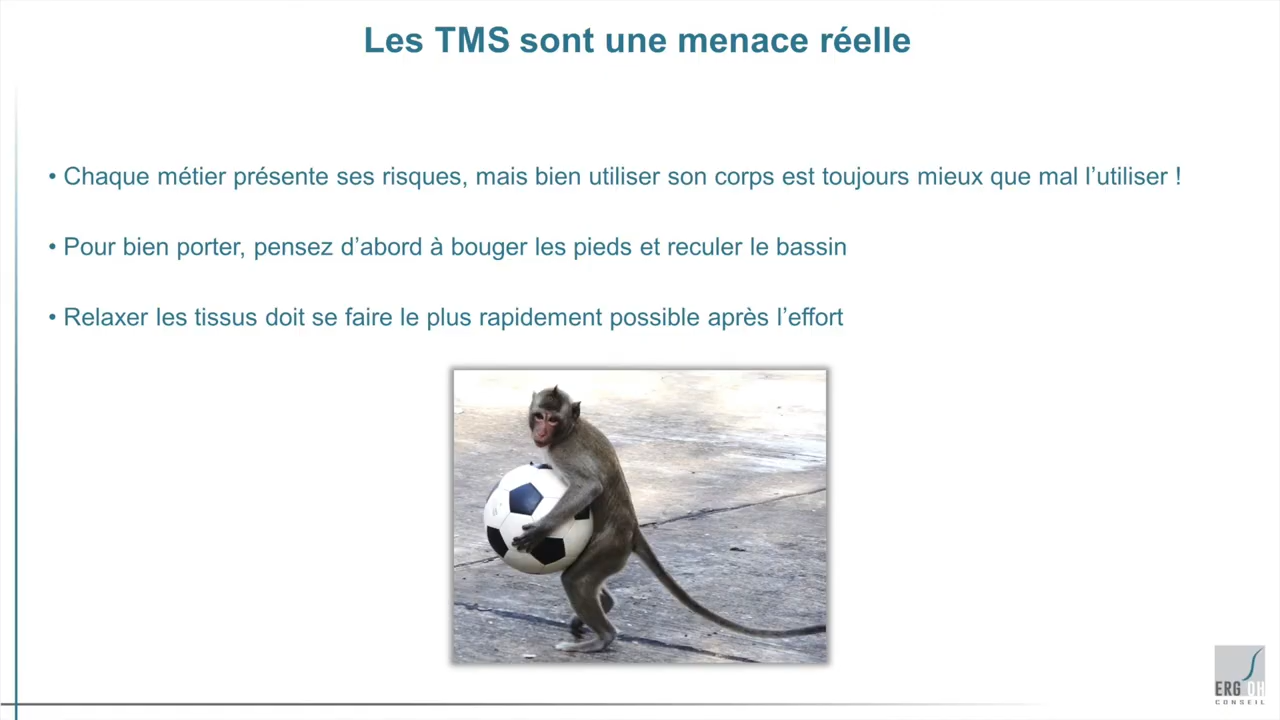 Les TMS sont une menace réelle
• Chaque métier présente ses risques, mais bien utiliser son corps est toujours mieux que mal l’utiliser !
• Pour bien porter, pensez d’abord à bouger les pieds et reculer le bassin
• Relaxer les tissus doit se faire le plus rapidement possible après l’effort
ERG OH
CONSEIL